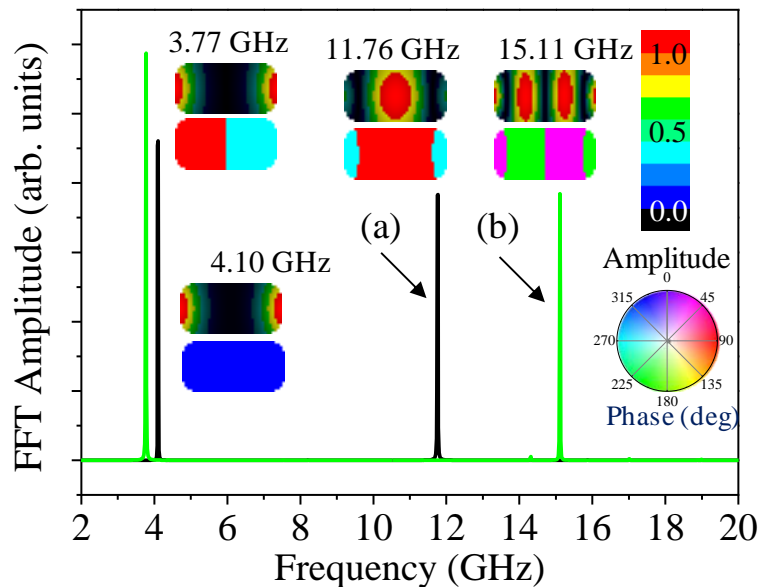 3.77 GHz
11.76 GHz
15.11 GHz
1.0
0.5
0.0
(a)
(b)
4.10 GHz
Amplitude
0
315
45
270
90
225
135
180
Phase (deg)
FFT Amplitude (arb. units)
2 4 6 8 10 12 14 16 18 20
Frequency (GHz)